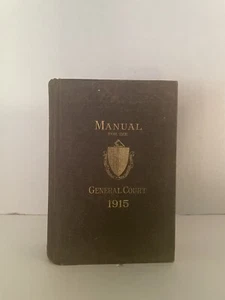 MANUAL
FOR THE
GENERAL COURT
1915